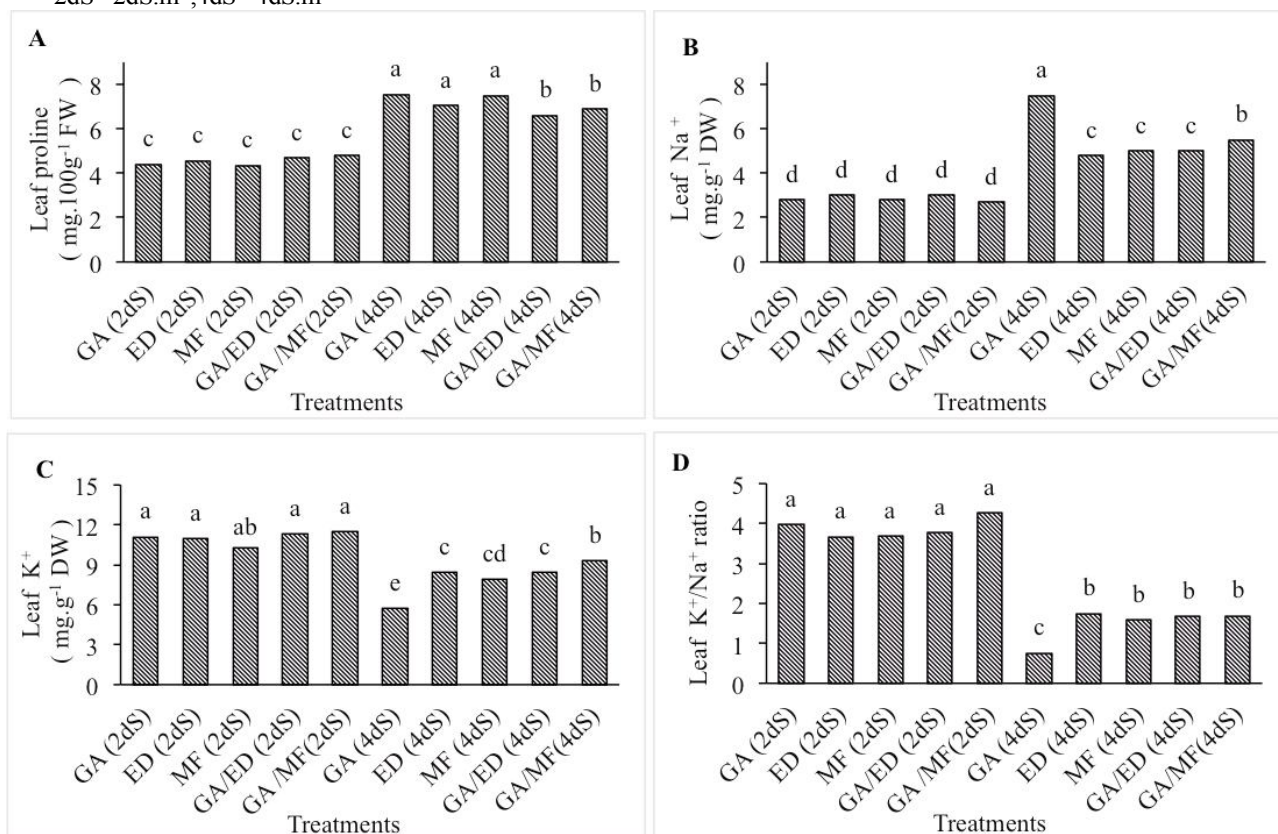 2dS= 2dS.m ,4dS= 4dS.m
A
Leaf proline
( mg.100g⁻¹ FW )
8
6
4
2
0
c c c c c a a a b b
GA (2dS)
ED (2dS)
MF (2dS)
GA/ED (2dS)
GA /MF(2dS)
GA (4dS)
ED (4dS)
MF (4dS)
GA/ED (4dS)
GA/MF(4dS)
Treatments
B
Leaf Na⁺
( mg.g⁻¹ DW )
8
6
4
2
0
d d d d d a c c c b
GA (2dS)
ED (2dS)
MF (2dS)
GA/ED (2dS)
GA /MF(2dS)
GA (4dS)
ED (4dS)
MF (4dS)
GA/ED (4dS)
GA/MF(4dS)
Treatments
C
Leaf K⁺
( mg.g⁻¹ DW )
15
12
9
6
3
0
a a ab a a e c cd c b
GA (2dS)
ED (2dS)
MF (2dS)
GA/ED (2dS)
GA /MF(2dS)
GA (4dS)
ED (4dS)
MF (4dS)
GA/ED (4dS)
GA/MF(4dS)
Treatments
D
Leaf K⁺/Na⁺ ratio
5
4
3
2
1
0
a a a a a c b b b b
GA (2dS)
ED (2dS)
MF (2dS)
GA/ED (2dS)
GA /MF(2dS)
GA (4dS)
ED (4dS)
MF (4dS)
GA/ED (4dS)
GA/MF(4dS)
Treatments